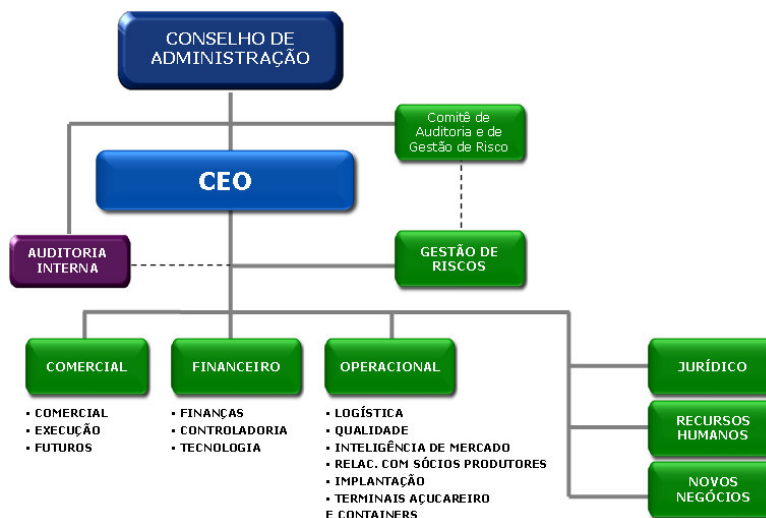 CONSELHO DE
ADMINISTRAÇÃO
Comitê de
Auditoria e de
Gestão de Risco
CEO
AUDITORIA
INTERNA
GESTÃO DE
RISCOS
COMERCIAL
FINANCEIRO
OPERACIONAL
JURÍDICO
▪ COMERCIAL
▪ EXECUÇÃO
▪ FUTUROS
▪ FINANÇAS
▪ CONTROLADORIA
▪ TECNOLOGIA
▪ LOGÍSTICA
▪ QUALIDADE
▪ INTELIGÊNCIA DE MERCADO
▪ RELAC. COM SÓCIOS PRODUTORES
▪ IMPLANTAÇÃO
▪ TERMINAIS AÇUCAREIRO
E CONTAINERS
RECURSOS
HUMANOS
NOVOS
NEGÓCIOS